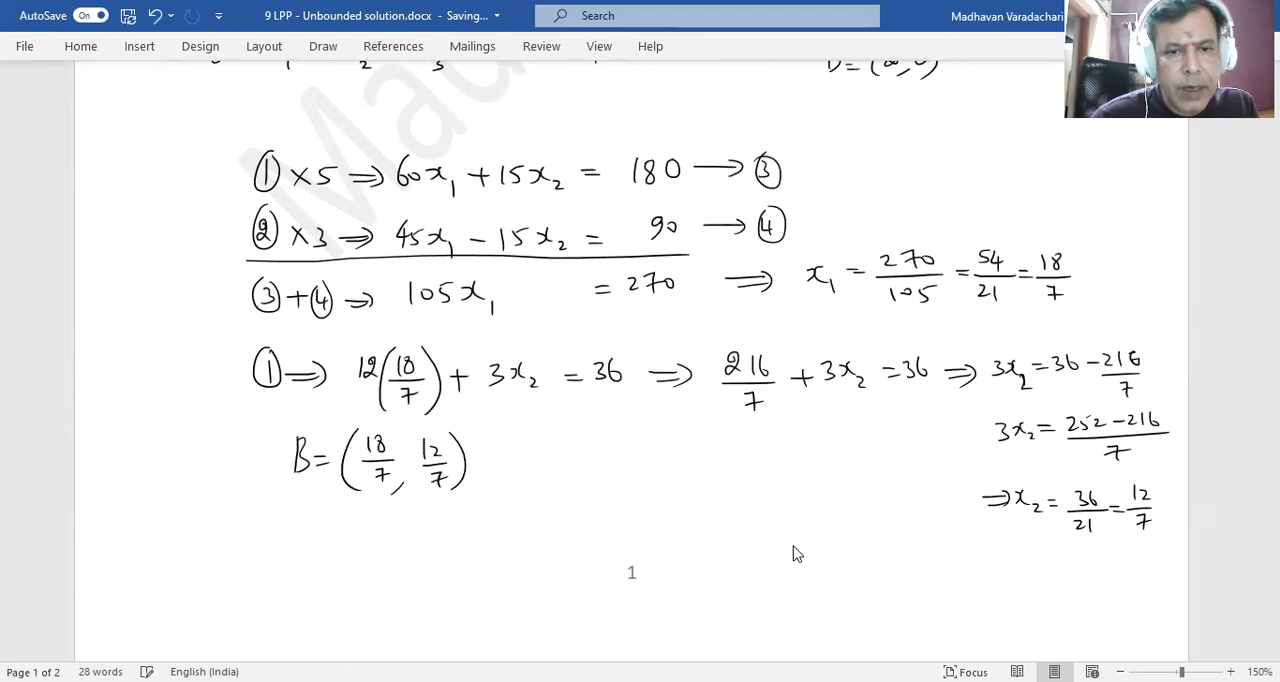 AutoSave On 9 LPP - Unbounded solution.docx - Saving... Search Madhavan Varadachari
File Home Insert Design Layout Draw References Mailings Review View Help
① × 5 ⇒ 60x₁ + 15x₂ = 180 → ③
② × 3 ⇒ 45x₁ - 15x₂ = 90 → ④
③ + ④ ⇒ 105x₁ = 270 ⇒ x₁ = 270/105 = 54/21 = 18/7
① ⇒ 12(18/7) + 3x₂ = 36 ⇒ 216/7 + 3x₂ = 36 ⇒ 3x₂ = 36 - 216/7
3x₂ = 252 - 216/7
B = (18/7, 12/7)
⇒ x₂ = 36/21 = 12/7
1
Page 1 of 2 28 words English (India) Focus 150%